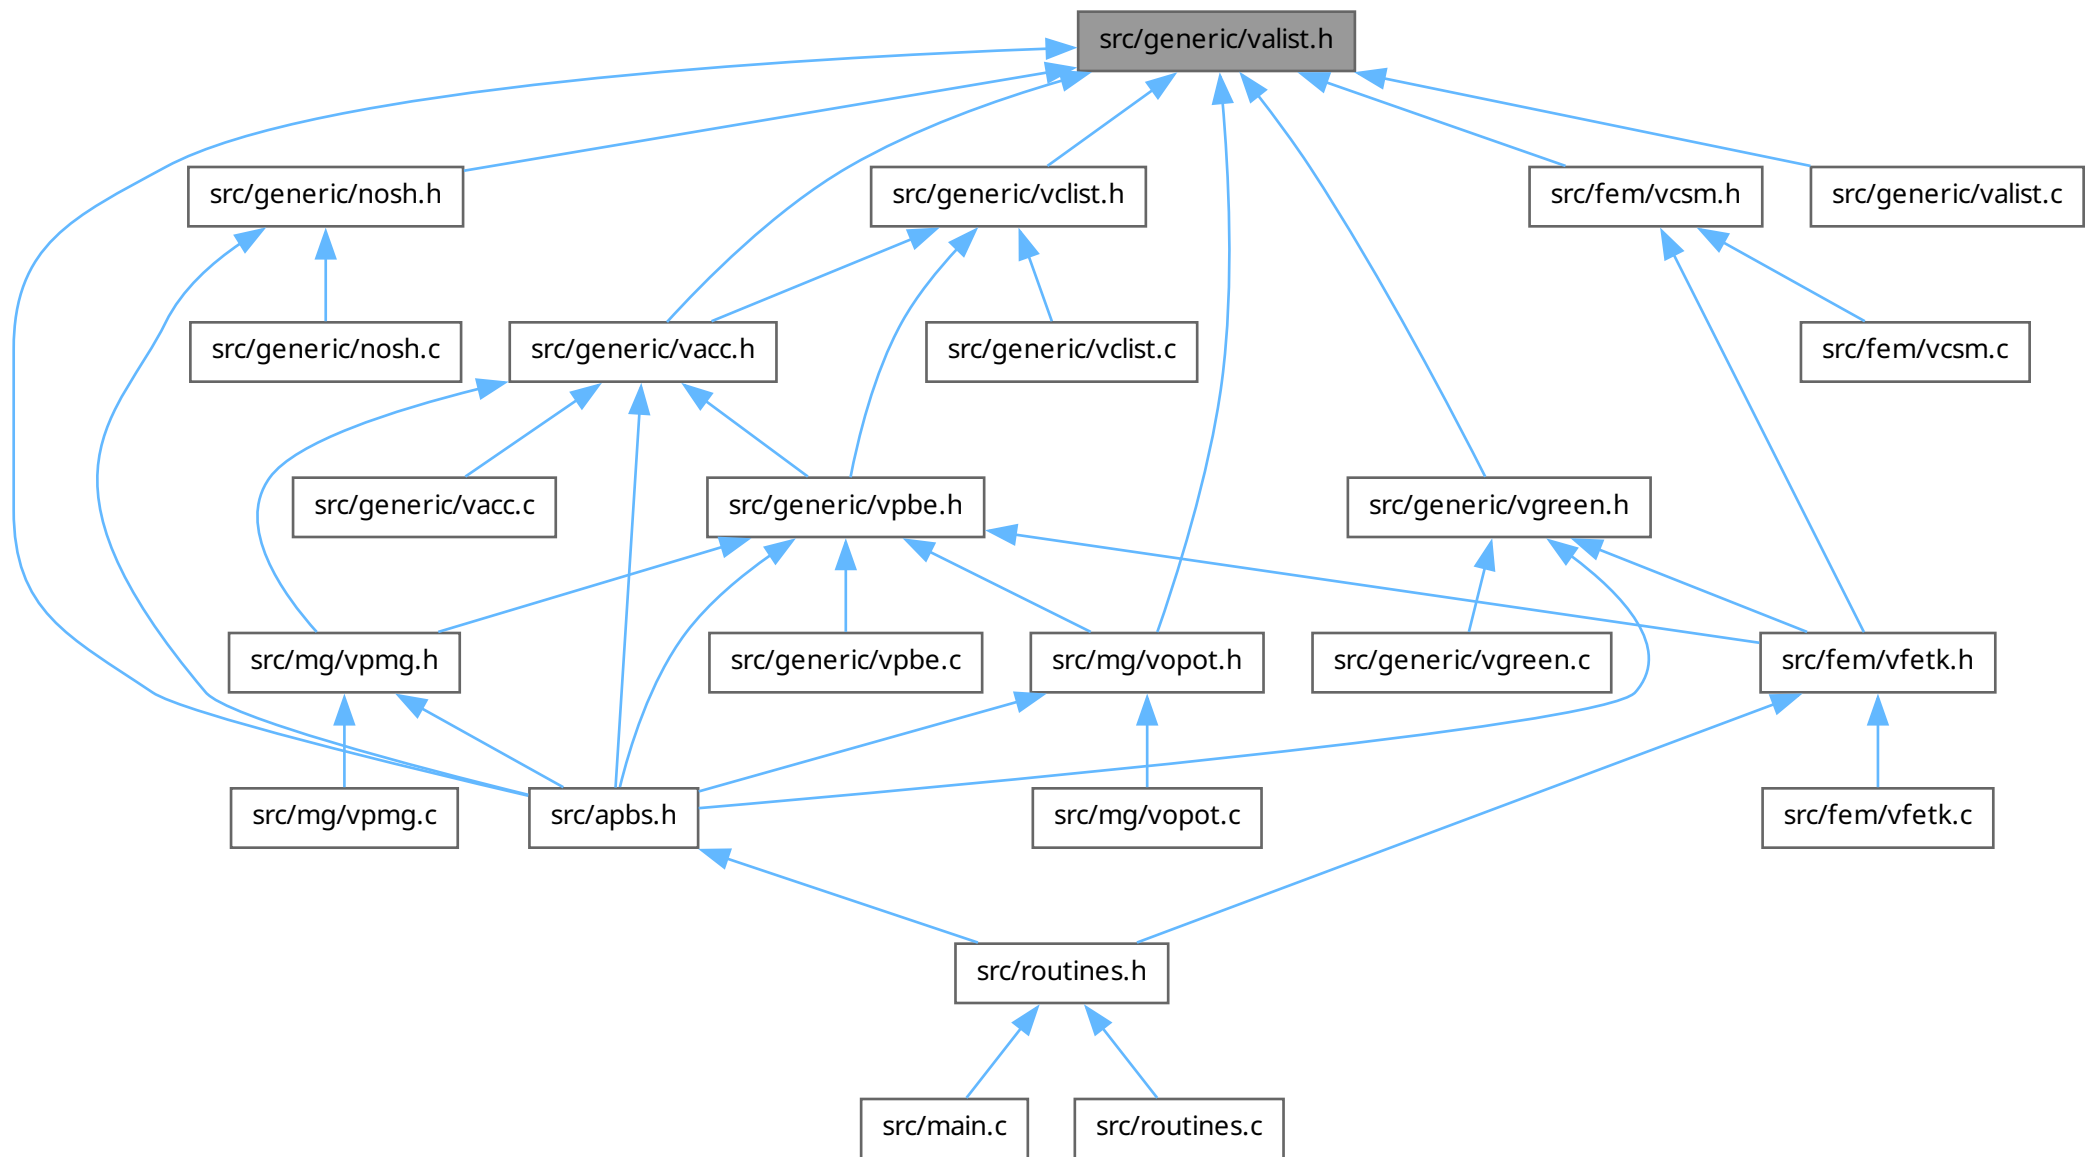 src/generic/valist.h
src/generic/nosh.h
src/generic/vclist.h
src/fem/vcsm.h
src/generic/valist.c
src/generic/nosh.c
src/generic/vacc.h
src/generic/vclist.c
src/fem/vcsm.c
src/generic/vacc.c
src/generic/vpbe.h
src/generic/vgreen.h
src/mg/vpmg.h
src/generic/vpbe.c
src/mg/vopot.h
src/generic/vgreen.c
src/fem/vfetk.h
src/mg/vpmg.c
src/apbs.h
src/mg/vopot.c
src/fem/vfetk.c
src/routines.h
src/main.c
src/routines.c